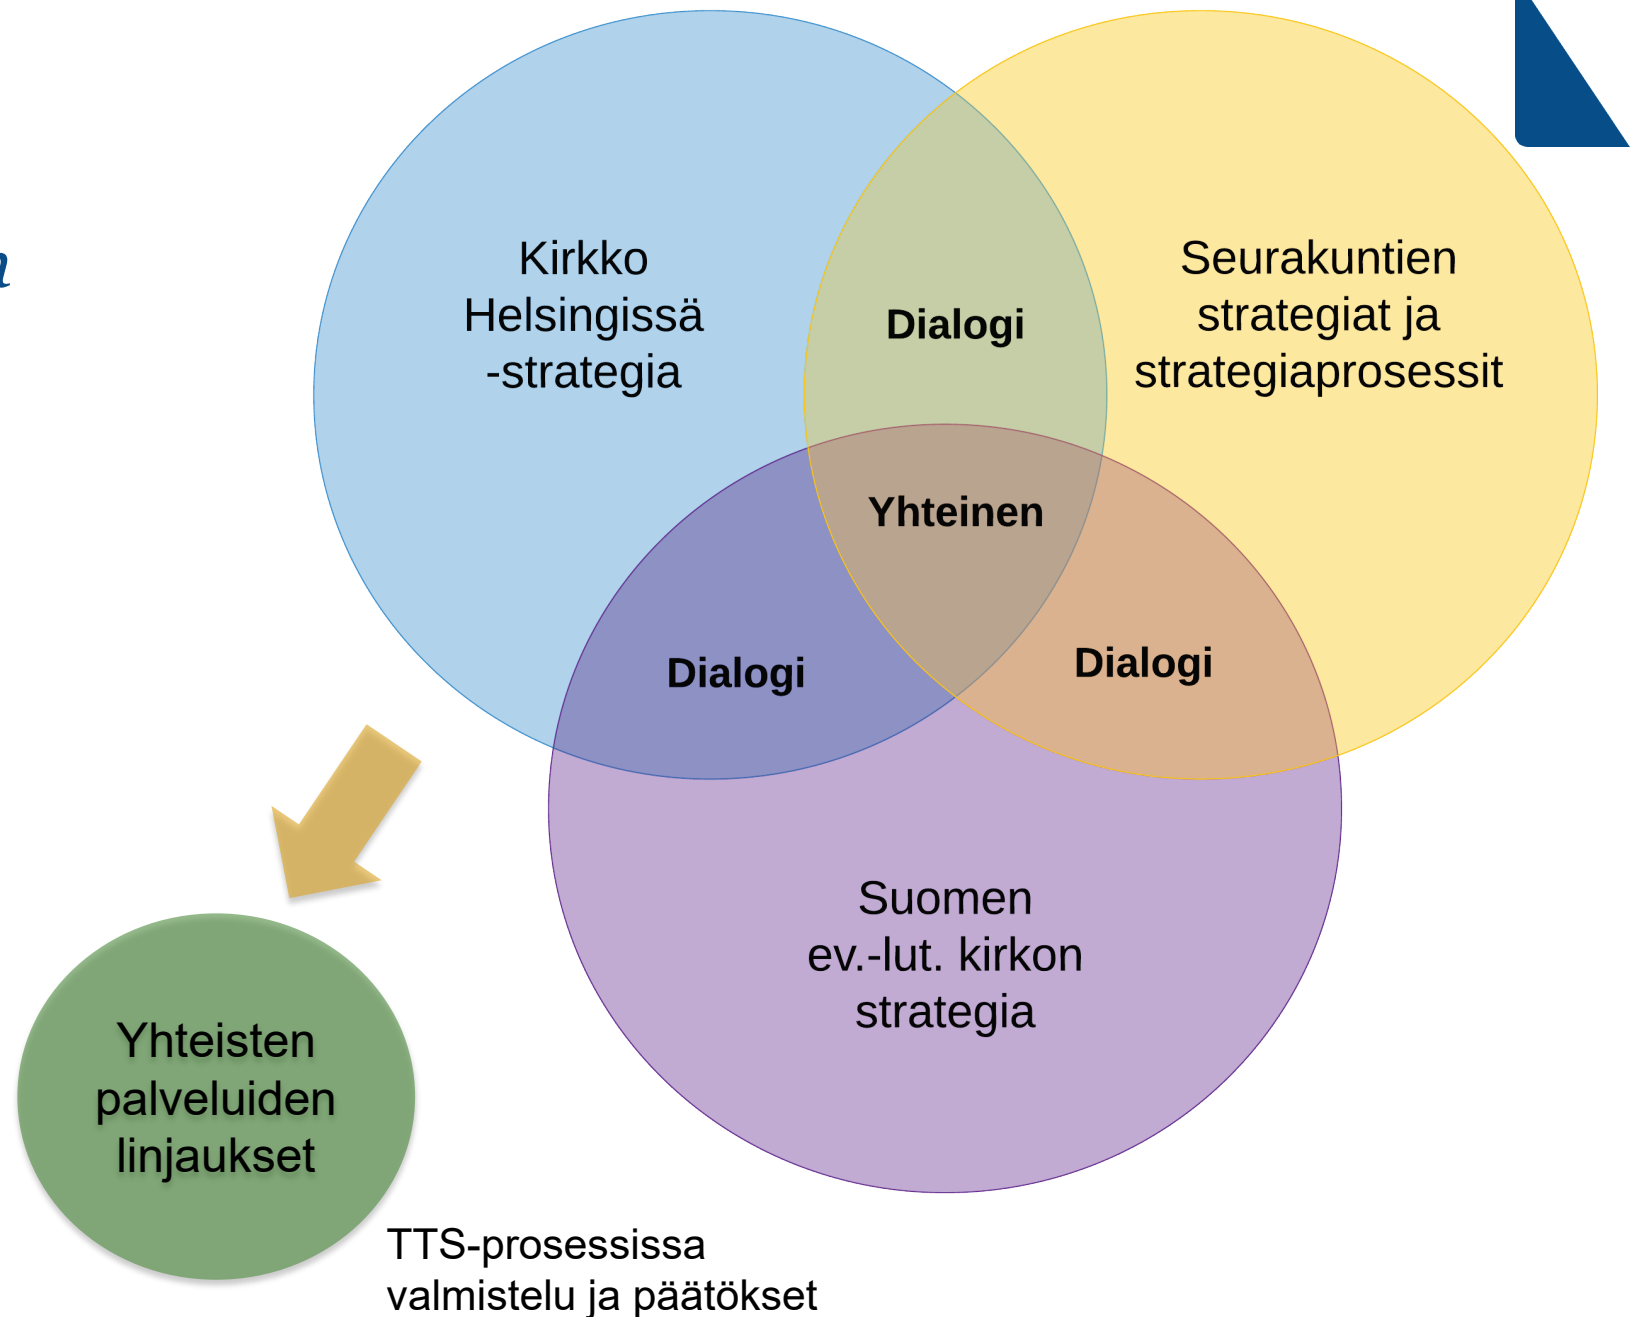 n
Kirkko
Helsingissä
-strategia
Seurakuntien
strategiat ja
strategiaprosessit
Dialogi
Yhteinen
Dialogi
Dialogi
Suomen
ev.-lut. kirkon
strategia
Yhteisten
palveluiden
linjaukset
TTS-prosessissa
valmistelu ja päätökset